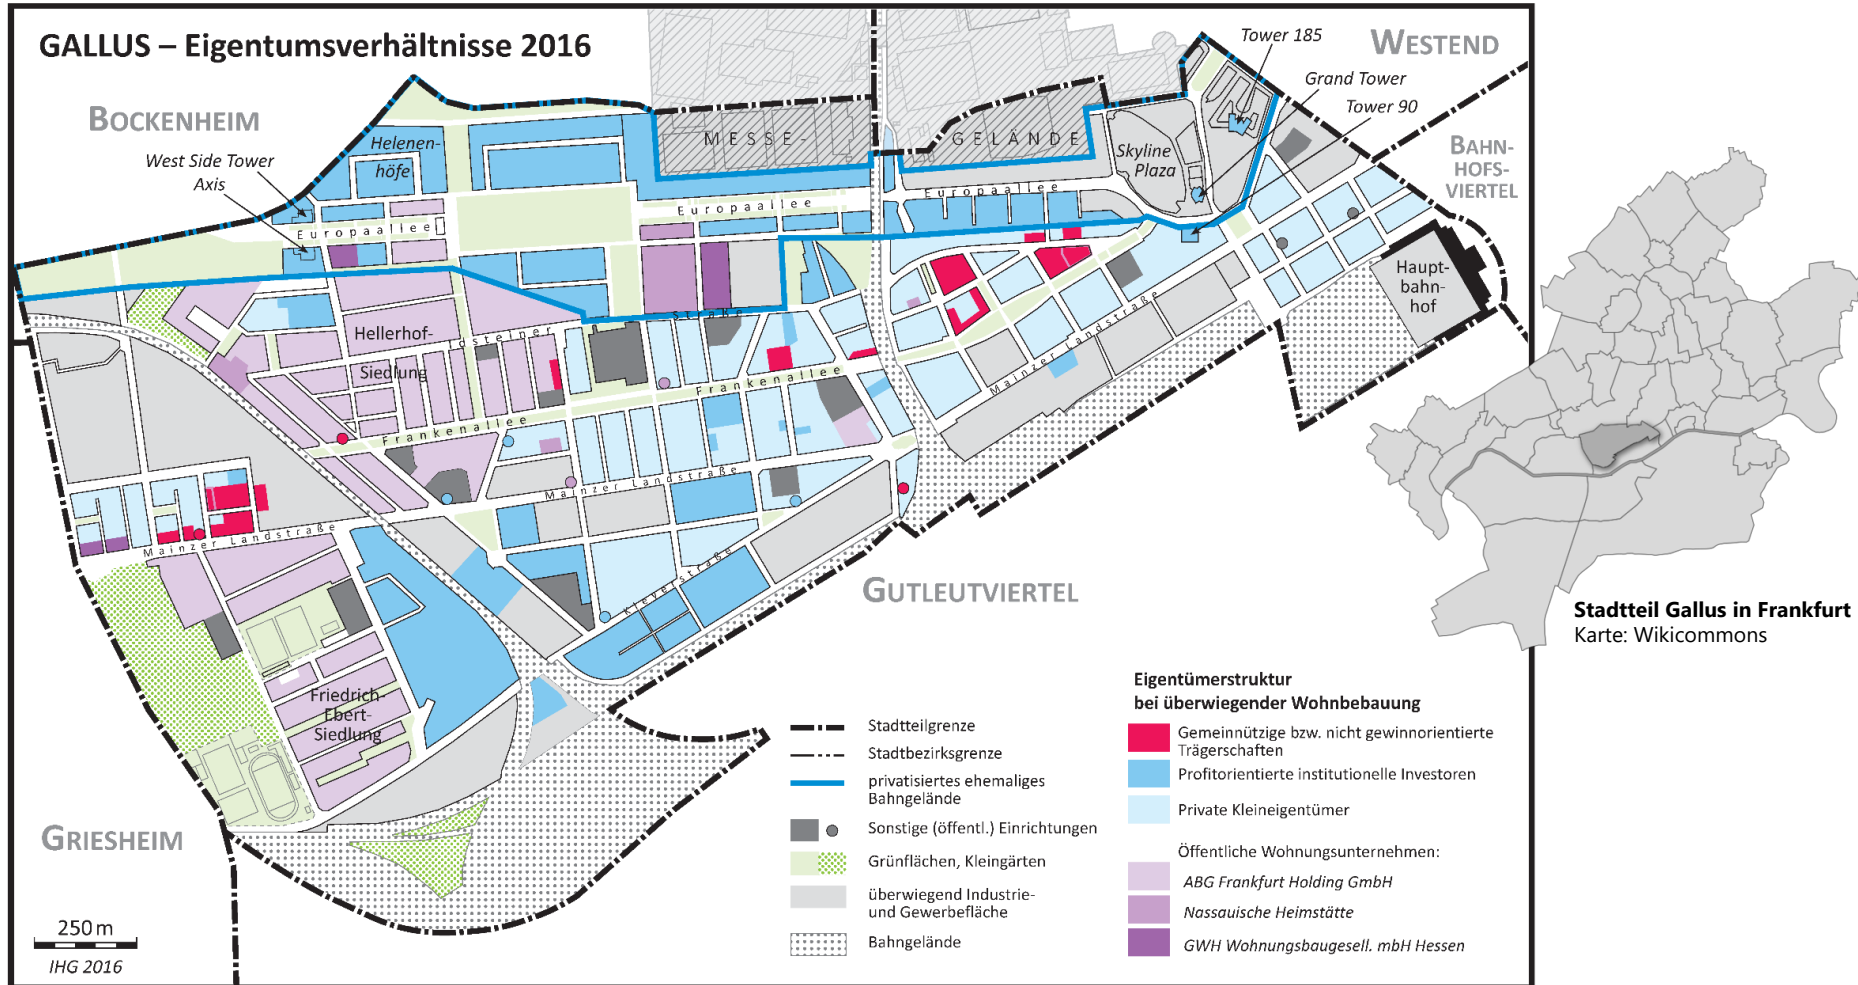 GALLUS – Eigentumsverhältnisse 2016
Tower 185
WESTEND
Grand Tower
Tower 90
BOCKENHEIM
Helenen-
höfe
MESSE
GELÄNDE
Skyline
Plaza
BAHN-
HOFS-
VIERTEL
West Side Tower
Axis
Europaallee
Europaallee
Europaallee
Haupt-
bahn-
hof
Hellerhof-
Siedlung
Idsteiner
Straße
Frankenallee
Frankenallee
Mainzer Landstraße
Mainzer Landstraße
Mainzer Landstraße
Kleyerstraße
GUTLEUTVIERTEL
Friedrich-
Ebert-
Siedlung
GRIESHEIM
250 m
IHG 2016
Stadtteilgrenze
Stadtbezirksgrenze
privatisiertes ehemaliges
Bahngelände
Sonstige (öffentl.) Einrichtungen
Grünflächen, Kleingärten
überwiegend Industrie-
und Gewerbefläche
Bahngelände
Eigentümerstruktur
bei überwiegender Wohnbebauung
Gemeinnützige bzw. nicht gewinnorientierte
Trägerschaften
Profitorientierte institutionelle Investoren
Private Kleineigentümer
Öffentliche Wohnungsunternehmen:
ABG Frankfurt Holding GmbH
Nassauische Heimstätte
GWH Wohnungsbaugesell. mbH Hessen
Stadtteil Gallus in Frankfurt
Karte: Wikicommons